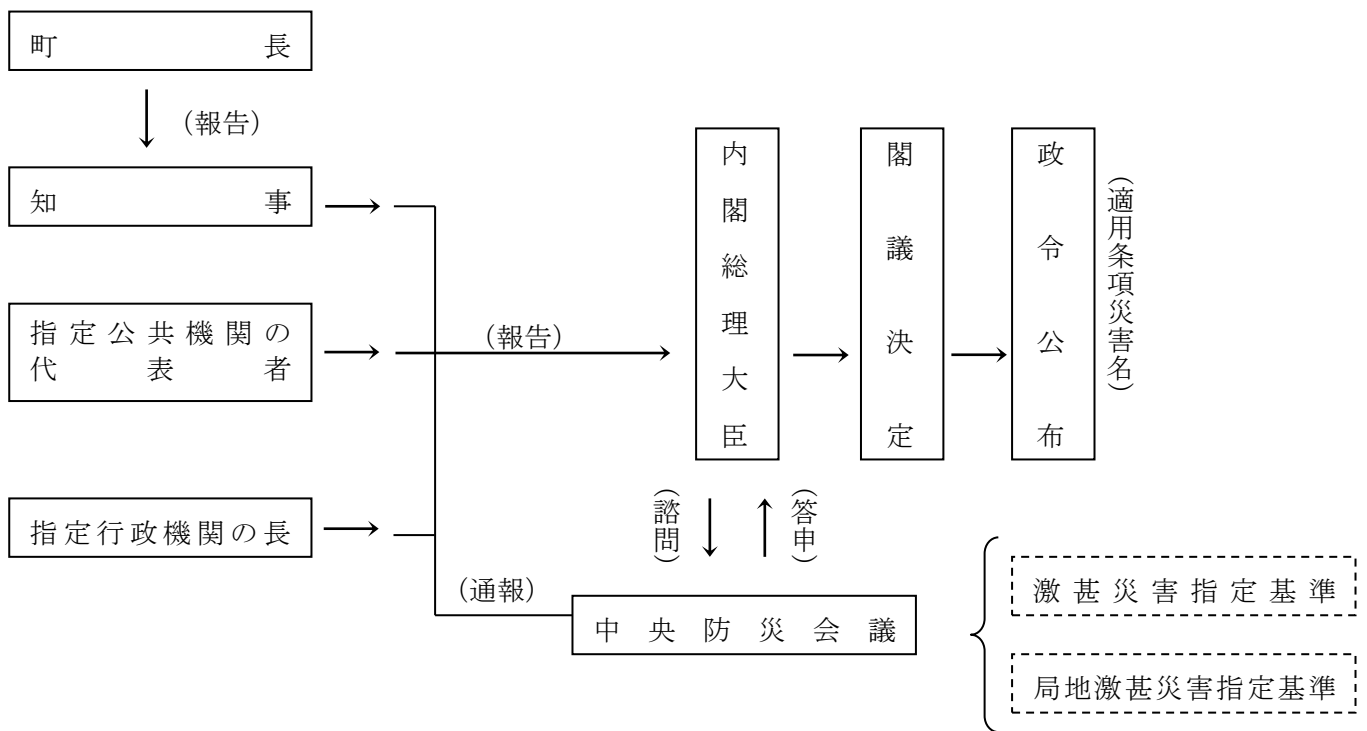 町長
（報告）
知事
指定公共機関の
代表者
指定行政機関の長
（報告）
（通報）
内閣総理大臣
閣議決定
政令公布
（適用条項災害名）
（諮問）
（答申）
中央防災会議
激甚災害指定基準
局地激甚災害指定基準